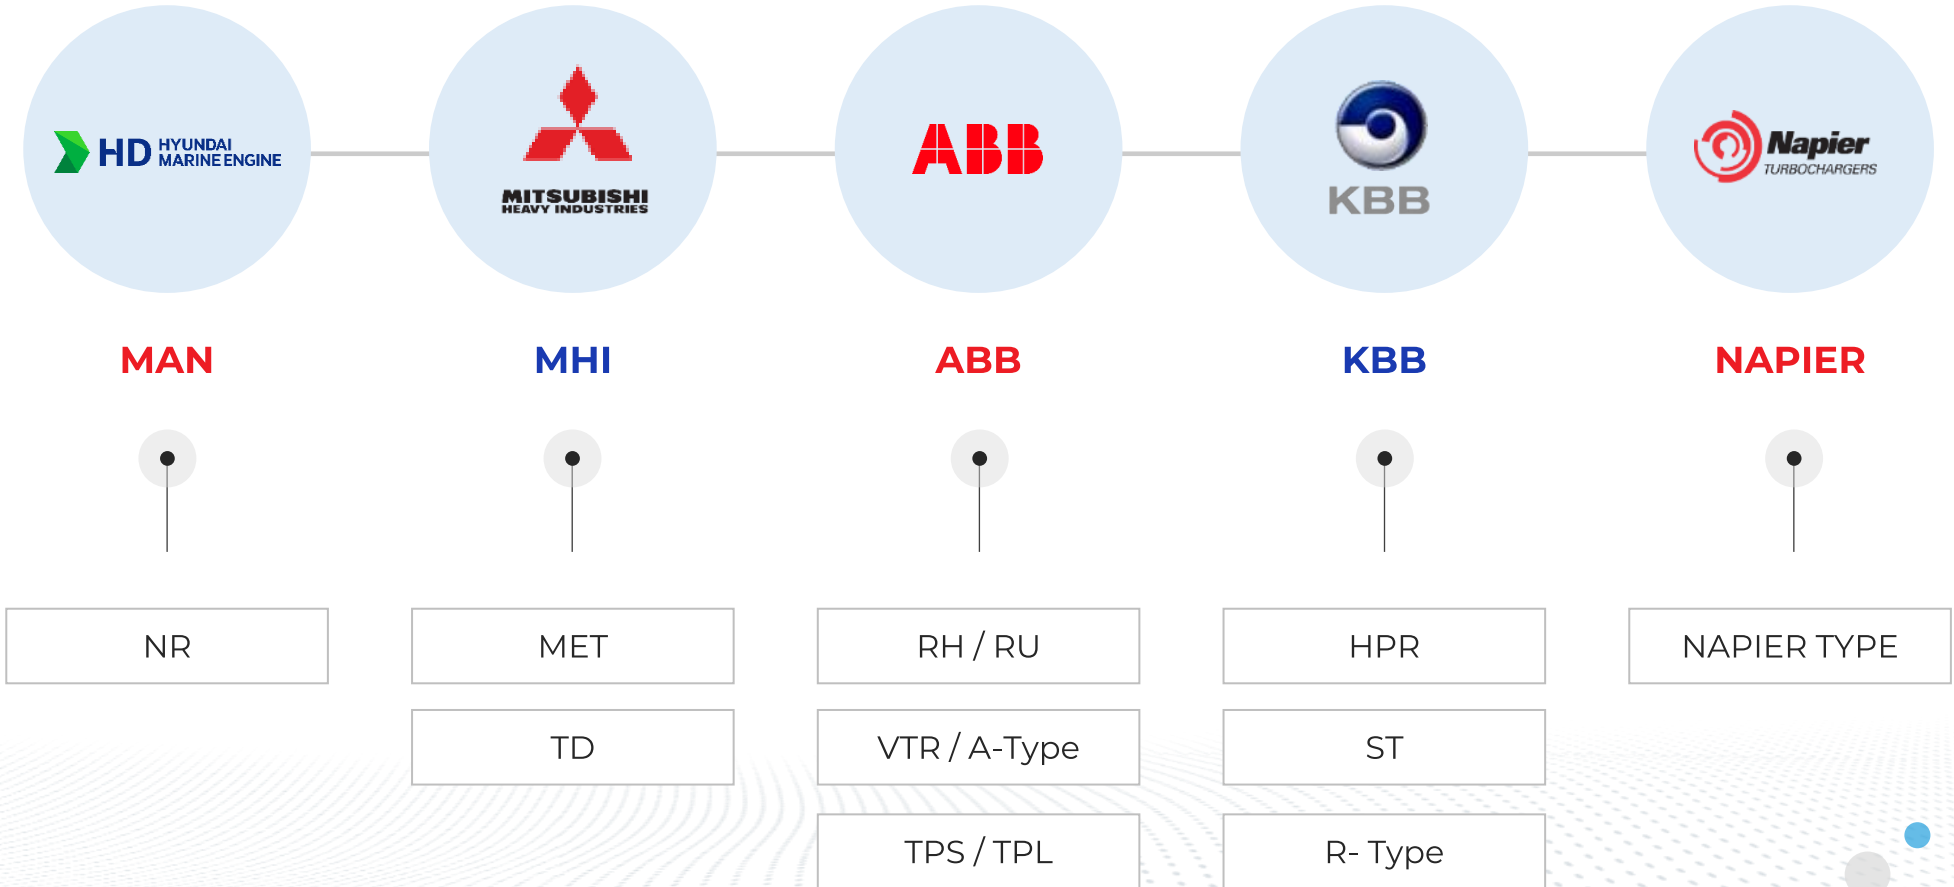 HD HYUNDAI
MARINE ENGINE
MITSUBISHI
HEAVY INDUSTRIES
ABB
KBB
Napier
TURBOCHARGERS
MAN
MHI
ABB
KBB
NAPIER
NR
MET
RH / RU
HPR
NAPIER TYPE
TD
VTR / A-Type
ST
TPS / TPL
R- Type